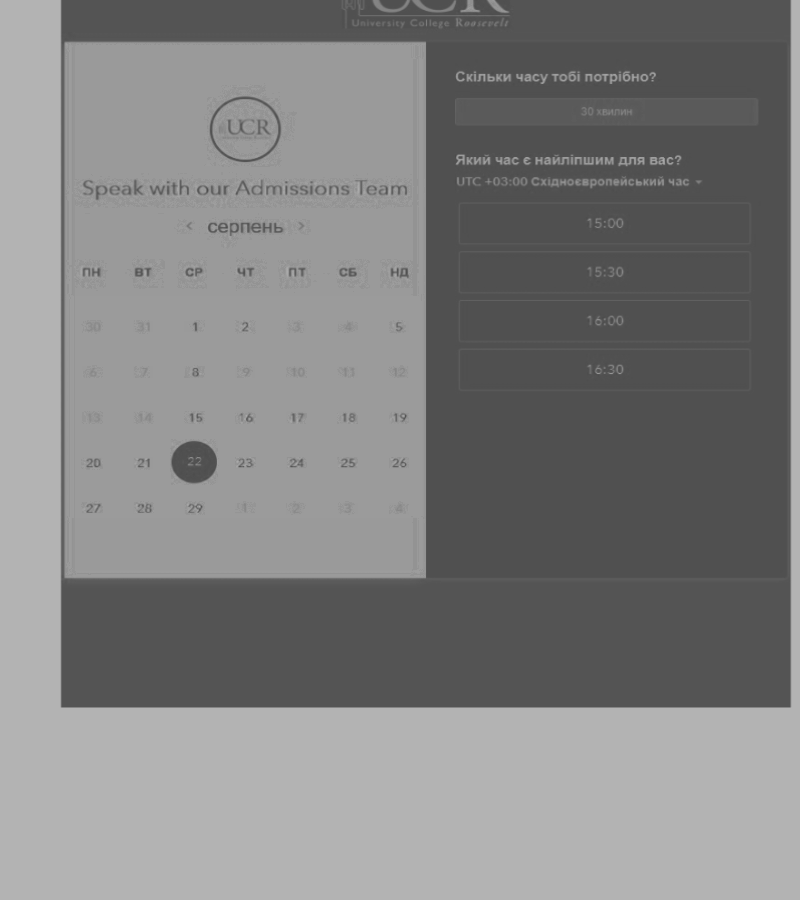 UCR
University College Roosevelt
UCR
Speak with our Admissions Team
< серпень >
ПН ВТ СР ЧТ ПТ СБ НД
30 31 1 2 3 4 5
6 7 8 9 10 11 12
13 14 15 16 17 18 19
20 21 22 23 24 25 26
27 28 29 1 2 3 4
Скільки часу тобі потрібно?
30 хвилин
Який час є найліпшим для вас?
UTC +03:00 Східноєвропейський час
15:00
15:30
16:00
16:30